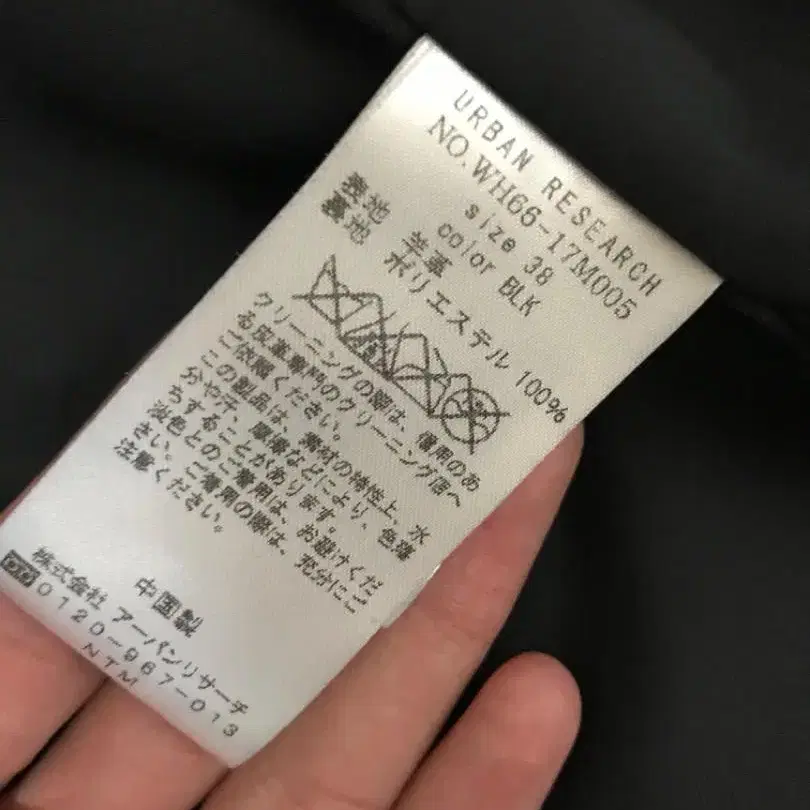 URBAN RESEARCH
NO.WH66-17M005
size 38
color BLK
表地 羊革
裏地 ポリエステル 100%
クリーニングの際は、信用のあ
る皮革専門のクリーニング店へ
ご依頼ください。
この製品は、素材の特性上、水
分や汗、摩擦などにより、色落
ちすることがあります。
淡色とのご着用は、お避けくだ
さい。ご着用の際は、充分にご
注意ください。
中国製
株式会社 アーバンリサーチ
0120-967-013
NTM